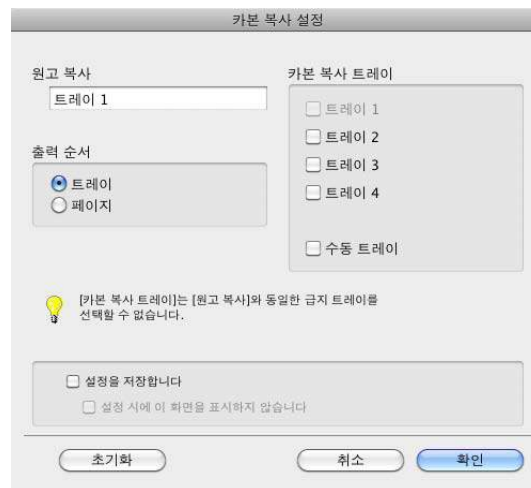 카본 복사 설정
원고 복사
트레이 1
출력 순서
트레이
페이지
카본 복사 트레이
트레이 1
트레이 2
트레이 3
트레이 4
수동 트레이
[카본 복사 트레이]는 [원고 복사]와 동일한 급지 트레이를
선택할 수 없습니다.
설정을 저장합니다
설정 시에 이 화면을 표시하지 않습니다
초기화
취소
확인